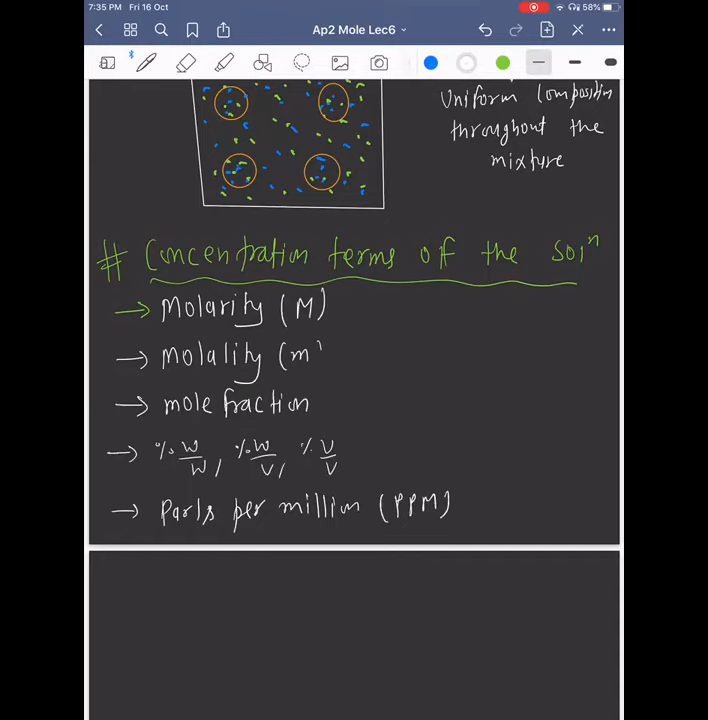 7:35 PM Fri 16 Oct
58%
Ap2 Mole Lec6
Uniform Composition
throughout the
mixture
# Concentration terms of the Solⁿ
→ Molarity (M)
→ Molality (m)
→ mole fraction
→ % W/W, % W/V, % V/V
→ Parts per million (PPM)